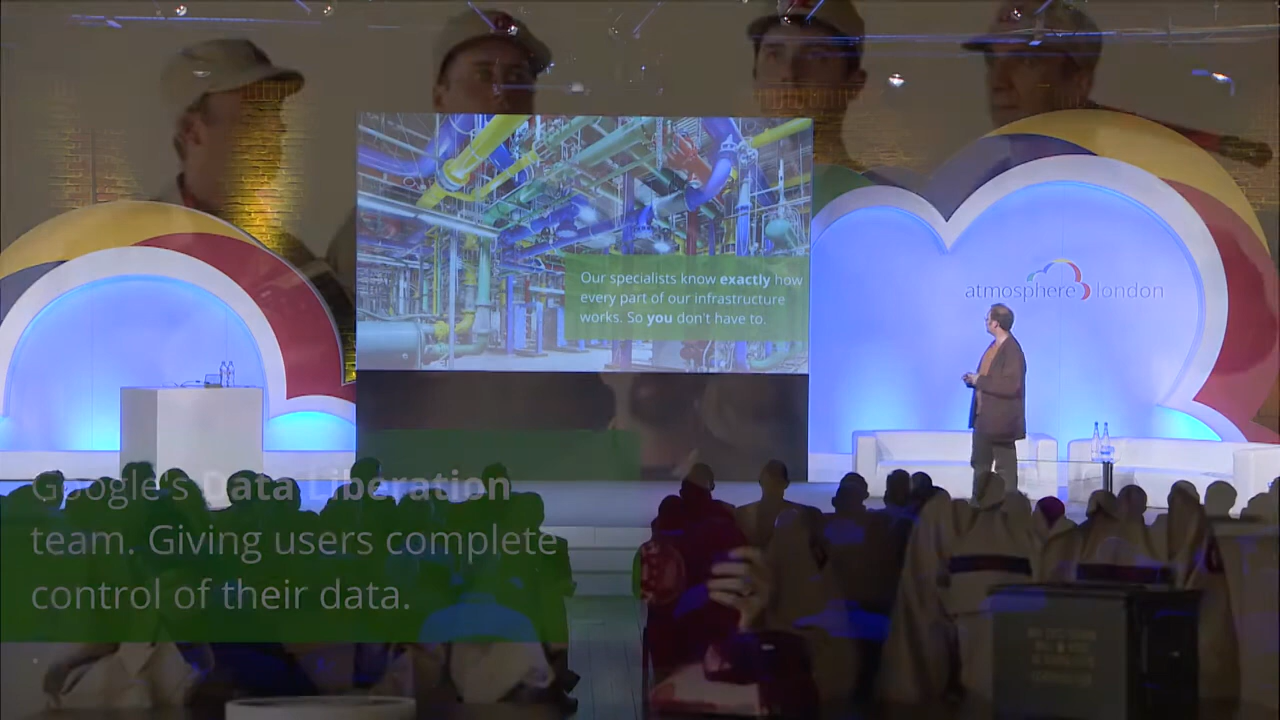 Our specialists know exactly how
every part of our infrastructure
works. So you don't have to.
atmosphere london
Google's Data Liberation
team. Giving users complete
control of their data.